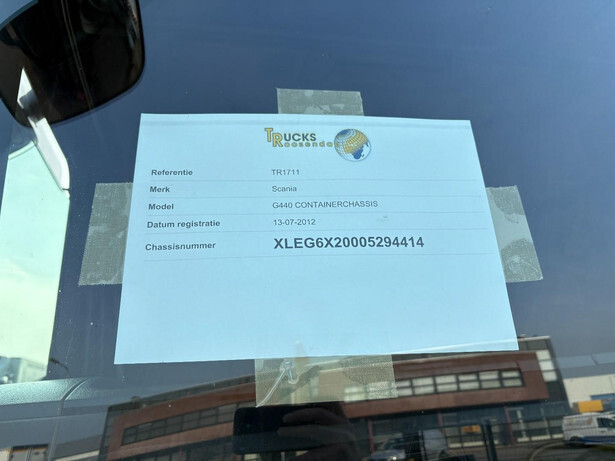 TRUCKS
Roosendaal
Referentie TR1711
Merk Scania
Model G440 CONTAINERCHASSIS
Datum registratie 13-07-2012
Chassisnummer XLEG6X20005294414